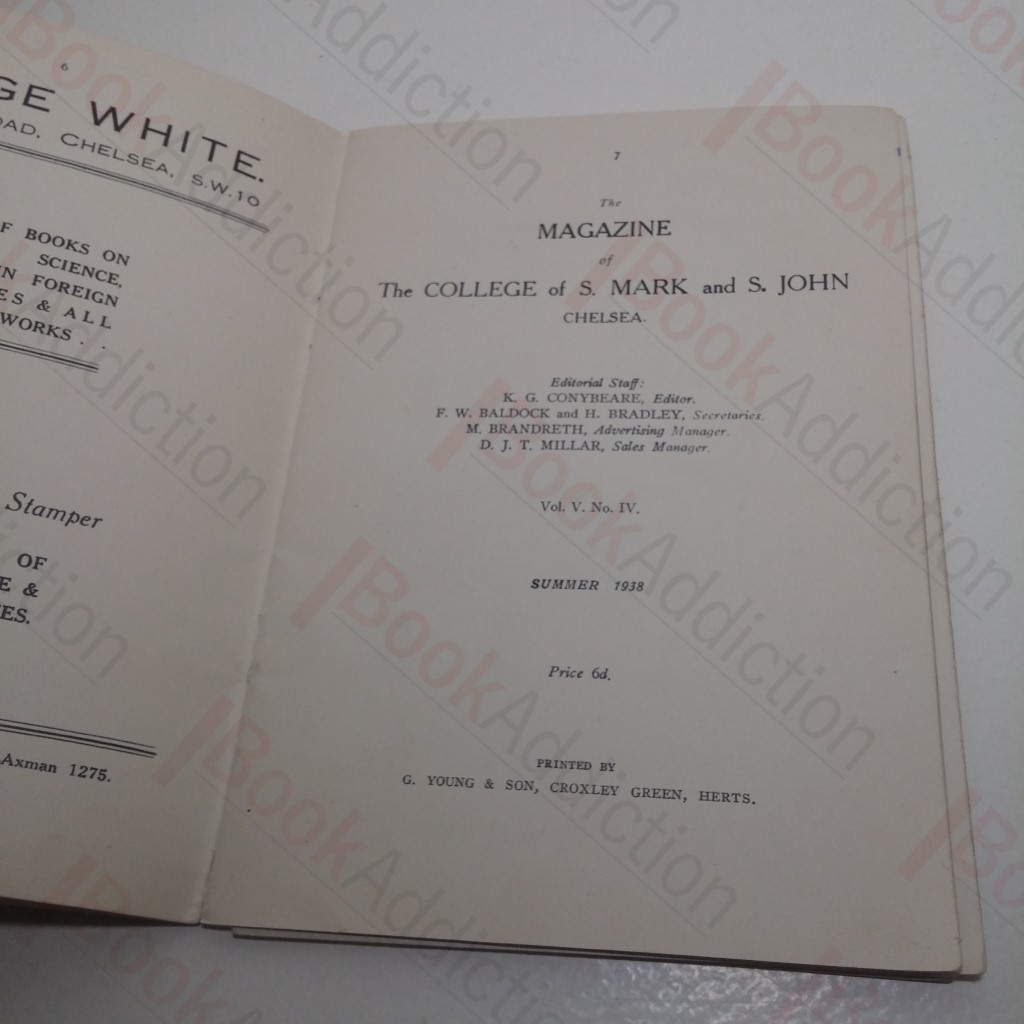 6
GE WHITE.
OAD, CHELSEA, S.W.10
F BOOKS ON
SCIENCE,
IN FOREIGN
ES & ALL
WORKS . .
Stamper
OF
E &
ES.
Axman 1275.
7
The
MAGAZINE
of
The COLLEGE of S. MARK and S. JOHN
CHELSEA.
Editorial Staff:
K. G. CONYBEARE, Editor.
F. W. BALDOCK and H. BRADLEY, Secretaries.
M. BRANDRETH, Advertising Manager.
D. J. T. MILLAR, Sales Manager.
Vol. V. No. IV.
SUMMER 1938
Price 6d.
PRINTED BY
G. YOUNG & SON, CROXLEY GREEN, HERTS.
BookAddiction